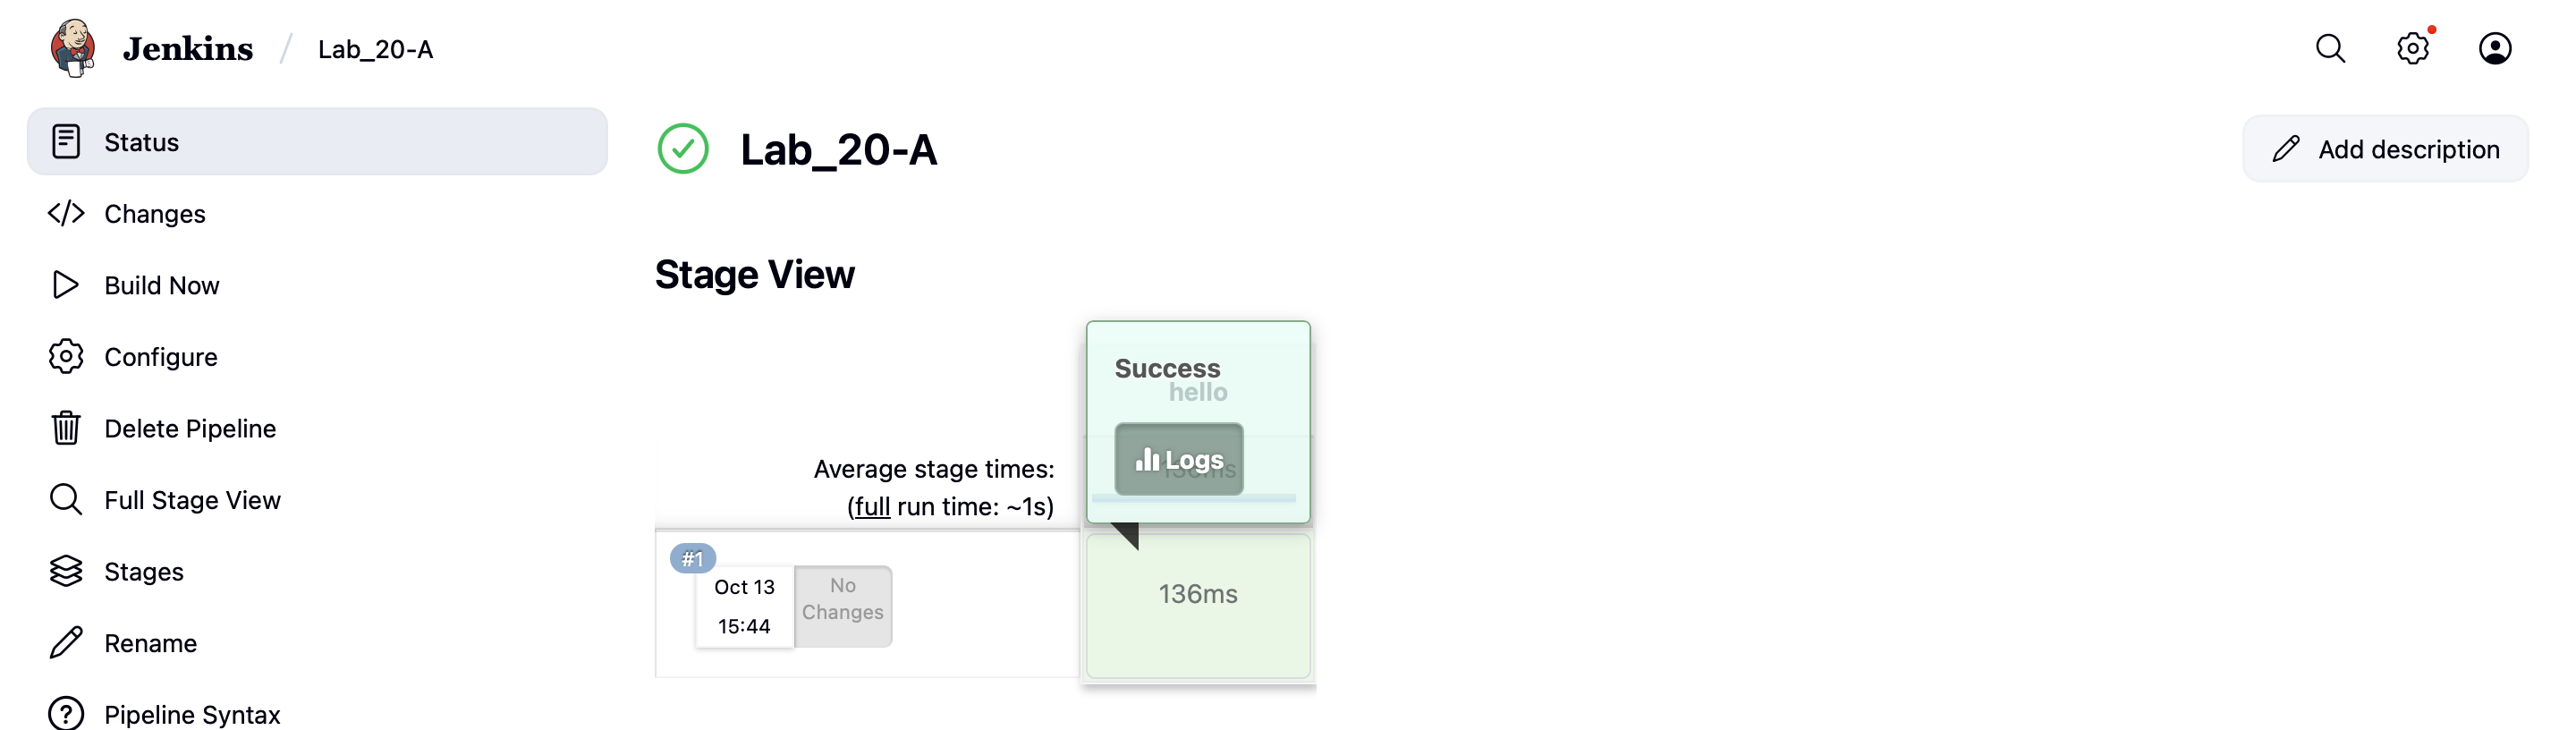 Jenkins / Lab_20-A
Status
Changes
Build Now
Configure
Delete Pipeline
Full Stage View
Stages
Rename
Pipeline Syntax
Lab_20-A
Add description
Stage View
Success
hello
Logs
Average stage times:
(full run time: ~1s)
#1
Oct 13
15:44
No
Changes
136ms